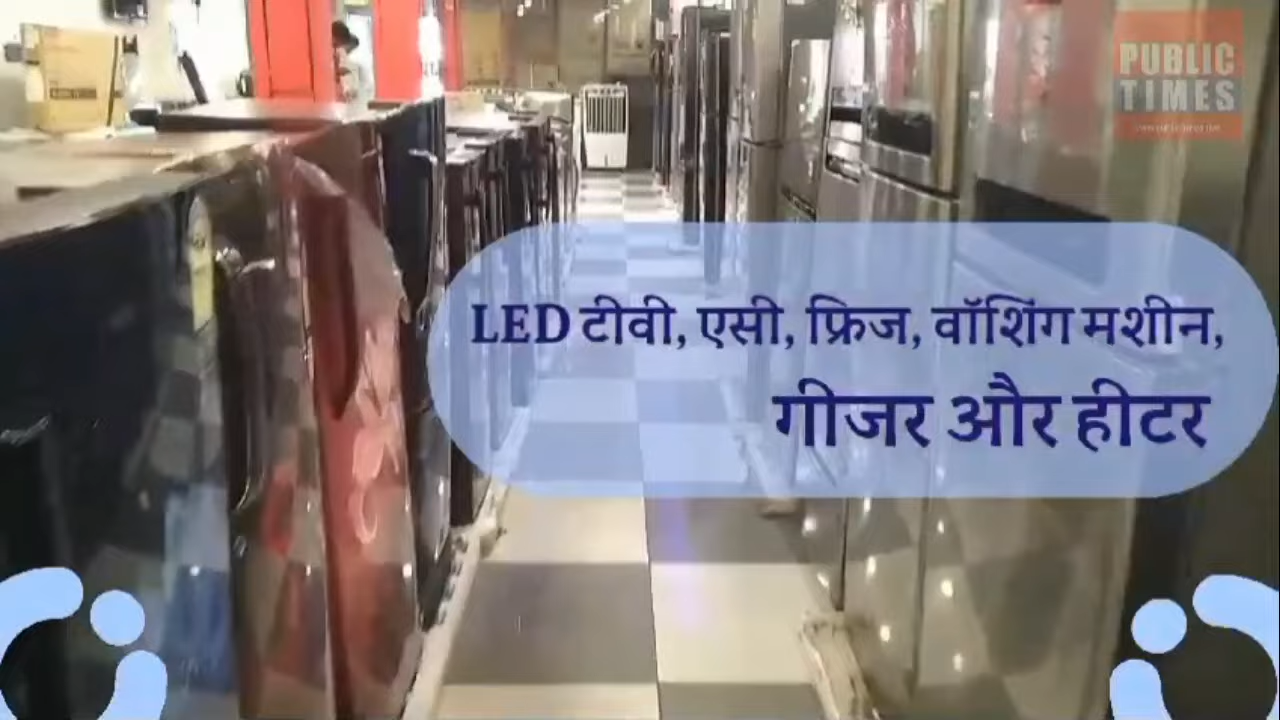 PUBLIC
TIMES
LED टीवी, एसी, फ्रिज, वॉशिंग मशीन,
गीजर और हीटर